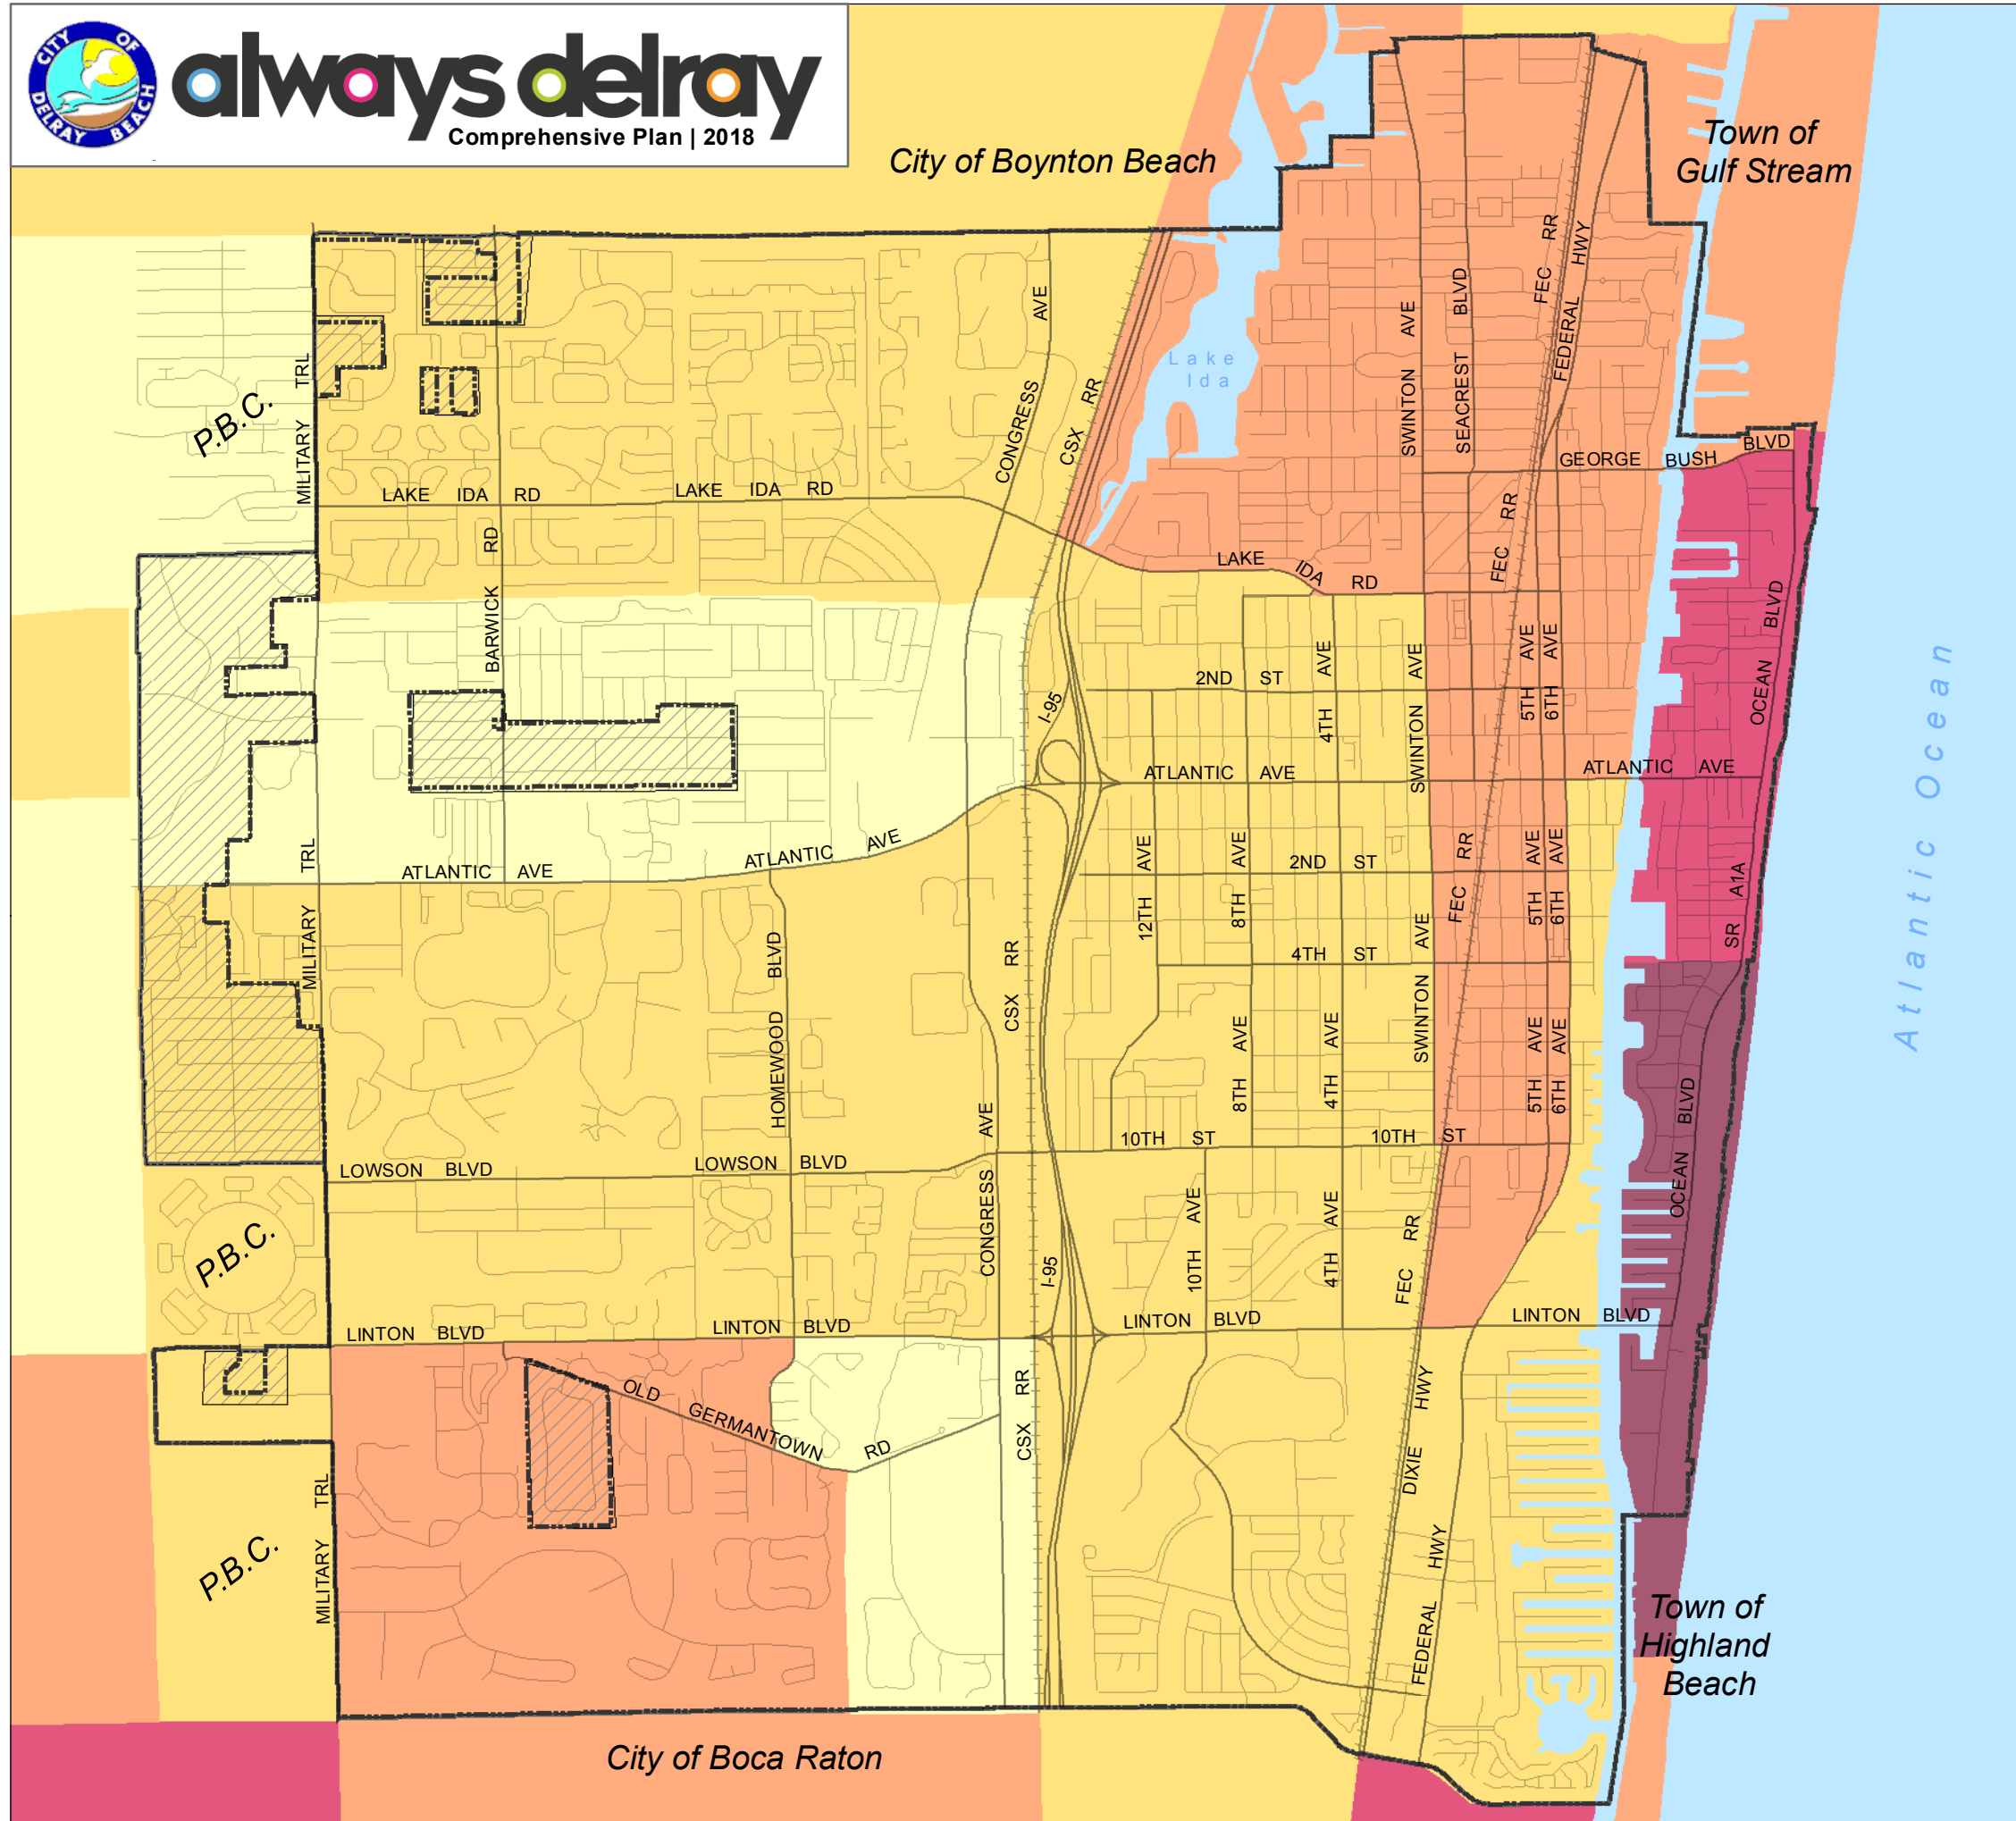 CITY OF
DELRAY BEACH
always delray
Comprehensive Plan | 2018
City of Boynton Beach
Town of
Gulf Stream
P.B.C.
MILITARY TRL
LAKE IDA RD
LAKE IDA RD
BARWICK RD
CONGRESS AVE
CSX RR
Lake
Ida
SWINTON AVE
SEACREST BLVD
FEC RR
FEDERAL HWY
GEORGE BUSH BLVD
FEC RR
LAKE IDA RD
I-95
2ND ST
4TH AVE
SWINTON AVE
5TH AVE
6TH AVE
OCEAN BLVD
Atlantic Ocean
ATLANTIC AVE
ATLANTIC AVE
ATLANTIC AVE
ATLANTIC AVE
MILITARY TRL
HOMEWOOD BLVD
CSX RR
12TH AVE
8TH AVE
2ND ST
FEC RR
5TH AVE
6TH AVE
SR A1A
4TH ST
SWINTON AVE
8TH AVE
4TH AVE
5TH AVE
6TH AVE
OCEAN BLVD
10TH ST
10TH ST
LOWSON BLVD
LOWSON BLVD
CONGRESS AVE
P.B.C.
I-95
10TH AVE
4TH AVE
FEC RR
LINTON BLVD
LINTON BLVD
LINTON BLVD
LINTON BLVD
OLD GERMANTOWN RD
CSX RR
DIXIE HWY
FEDERAL HWY
MILITARY TRL
P.B.C.
Town of
Highland
Beach
City of Boca Raton